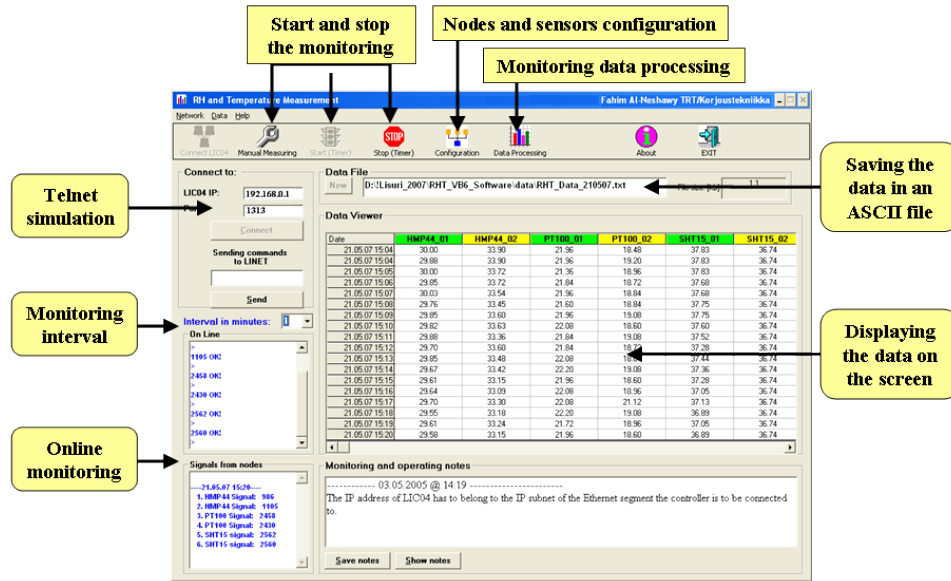 Start and stop
the monitoring
Nodes and sensors configuration
Monitoring data processing
Saving the
data in an
ASCII file
Telnet
simulation
Monitoring
interval
Displaying
the data on
the screen
Online
monitoring
RH and Temperature Measurement Fahim Al-Neshawy TRT/Korjoustekniikka
Network Data Help
Connect LIC04 Manual Measuring Start (Timer) Stop (Timer) Configuration Data Processing About EXIT
STOP
Connect to:
LIC04 IP: 192.168.0.1
1313
Connect
Sending commands
to LINET
Send
Interval in minutes: 1
On Line
>
1105 OK!
>
2458 OK!
>
2430 OK!
>
2562 OK!
>
2560 OK!
>
Signals from nodes
----21.05.07 15:20----
1. HMP44 Signal: 986
2. HMP44 Signal: 1105
3. PT100 Signal: 2458
4. PT100 Signal: 2430
5. SHT15 signal: 2562
6. SHT15 signal: 2560
Data File
New D:\!Lisuri_2007\RHT_VB6_Software\data\RHT_Data_210507.txt File size [kb] 1.1
Data Viewer
Date HMP44_01 HMP44_02 PT100_01 PT100_02 SHT15_01 SHT15_02
21.05.07 15:04 30.00 33.90 21.96 18.48 37.83 36.74
21.05.07 15:04 29.88 33.90 21.96 19.20 37.83 36.74
21.05.07 15:05 30.00 33.72 21.36 18.96 37.83 36.74
21.05.07 15:06 29.85 33.72 21.84 18.72 37.68 36.74
21.05.07 15:07 30.03 33.54 21.96 18.84 37.68 36.74
21.05.07 15:08 29.76 33.45 21.60 18.84 37.75 36.74
21.05.07 15:09 29.85 33.60 21.96 19.08 37.75 36.74
21.05.07 15:10 29.82 33.63 22.08 18.60 37.60 36.74
21.05.07 15:11 29.88 33.36 21.84 19.08 37.52 36.74
21.05.07 15:12 29.70 33.60 21.84 18.72 37.28 36.74
21.05.07 15:13 29.85 33.48 22.08 37.44 36.74
21.05.07 15:14 29.67 33.42 22.20 19.08 37.36 36.74
21.05.07 15:15 29.61 33.15 21.96 18.60 37.28 36.74
21.05.07 15:16 29.64 33.09 22.08 18.96 37.05 36.74
21.05.07 15:17 29.70 33.30 22.08 21.12 37.13 36.74
21.05.07 15:18 29.55 33.18 22.20 19.08 36.89 36.74
21.05.07 15:19 29.61 33.24 21.72 18.96 37.05 36.74
21.05.07 15:20 29.58 33.15 21.96 18.60 36.89 36.74
Monitoring and operating notes
------------ 03.05.2005 @ 14:19 ------------------------
The IP address of LIC04 has to belong to the IP subnet of the Ethernet segment the controller is to be connected
to.
Save notes Show notes